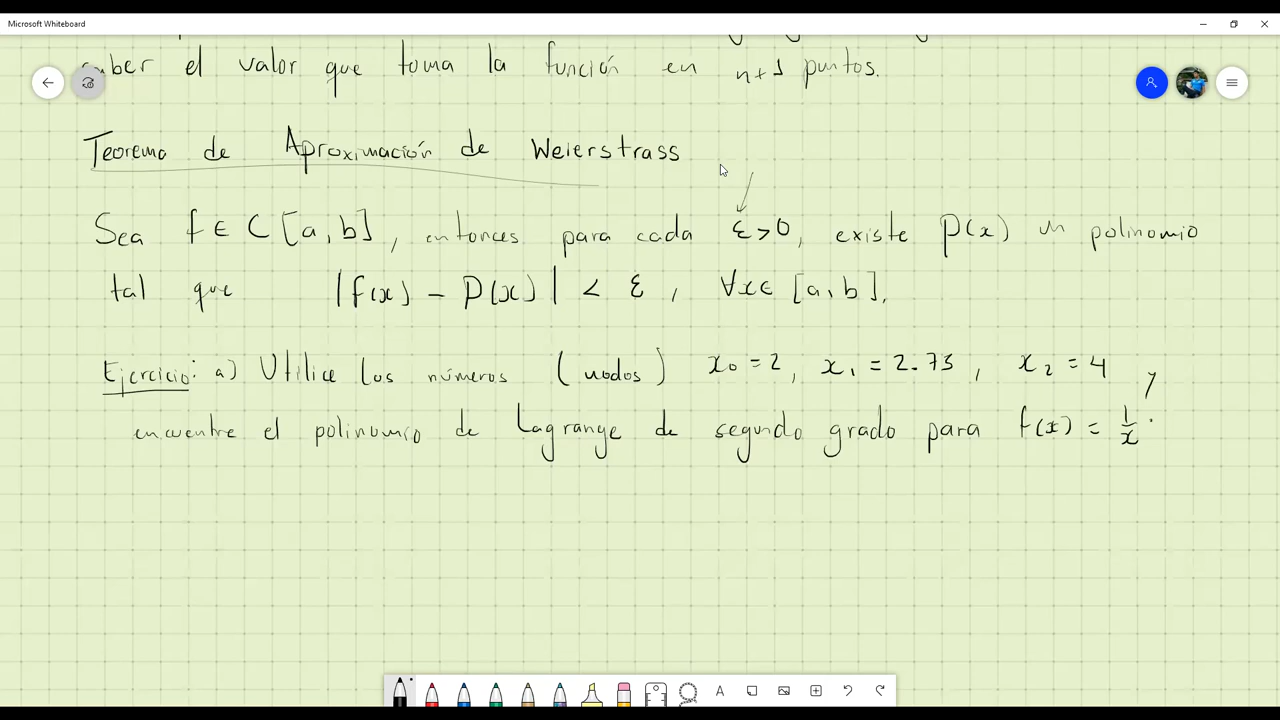 Microsoft Whiteboard
el valor que toma la función en n+1 puntos.
Teorema de Aproximación de Weierstrass
Sea f ∈ C [a, b], entonces para cada ε > 0, existe P(x) un polinomio
tal que |f(x) - P(x)| < ε, ∀x ∈ [a, b].
Ejercicio: a) Utilice los números (nodos) x₀ = 2, x₁ = 2.75, x₂ = 4 y
encuentre el polinomio de Lagrange de segundo grado para f(x) = 1/x.